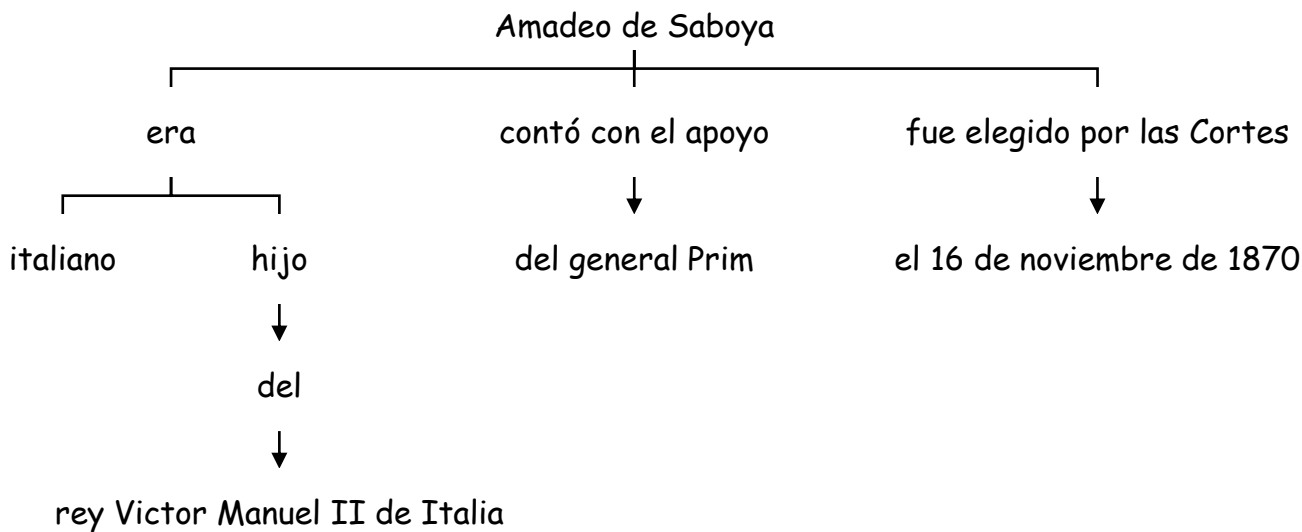 Amadeo de Saboya
era
contó con el apoyo
fue elegido por las Cortes
italiano
hijo
del general Prim
el 16 de noviembre de 1870
del
rey Victor Manuel II de Italia